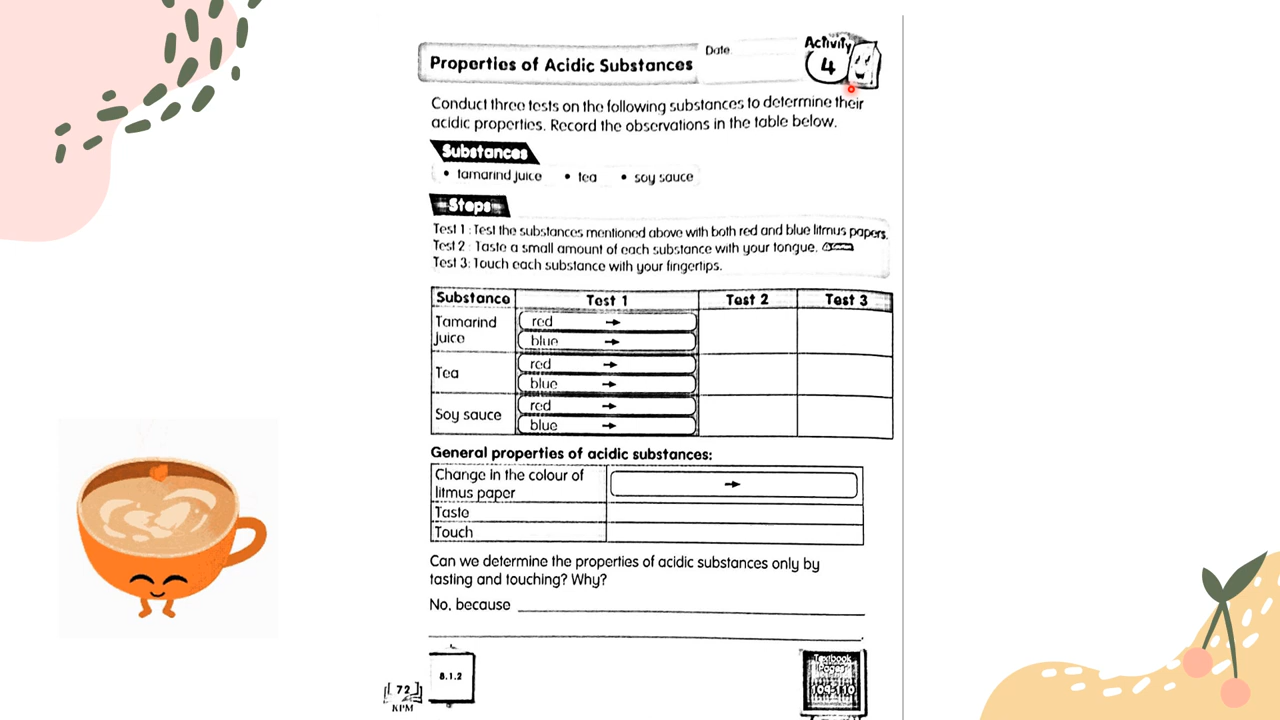 Properties of Acidic Substances
Date
Activity
4
Conduct three tests on the following substances to determine their
acidic properties. Record the observations in the table below.
Substances
• tamarind juice • tea • soy sauce
Steps
Test 1 : Test the substances mentioned above with both red and blue litmus papers.
Test 2 : Taste a small amount of each substance with your tongue.
Test 3: Touch each substance with your fingertips.
Substance Test 1 Test 2 Test 3
Tamarind juice
red →
blue →
Tea
red →
blue →
Soy sauce
red →
blue →
General properties of acidic substances:
Change in the colour of
litmus paper →
Taste
Touch
Can we determine the properties of acidic substances only by
tasting and touching? Why?
No, because
8.1.2
72
KPM
Textbook
Pages
109-110